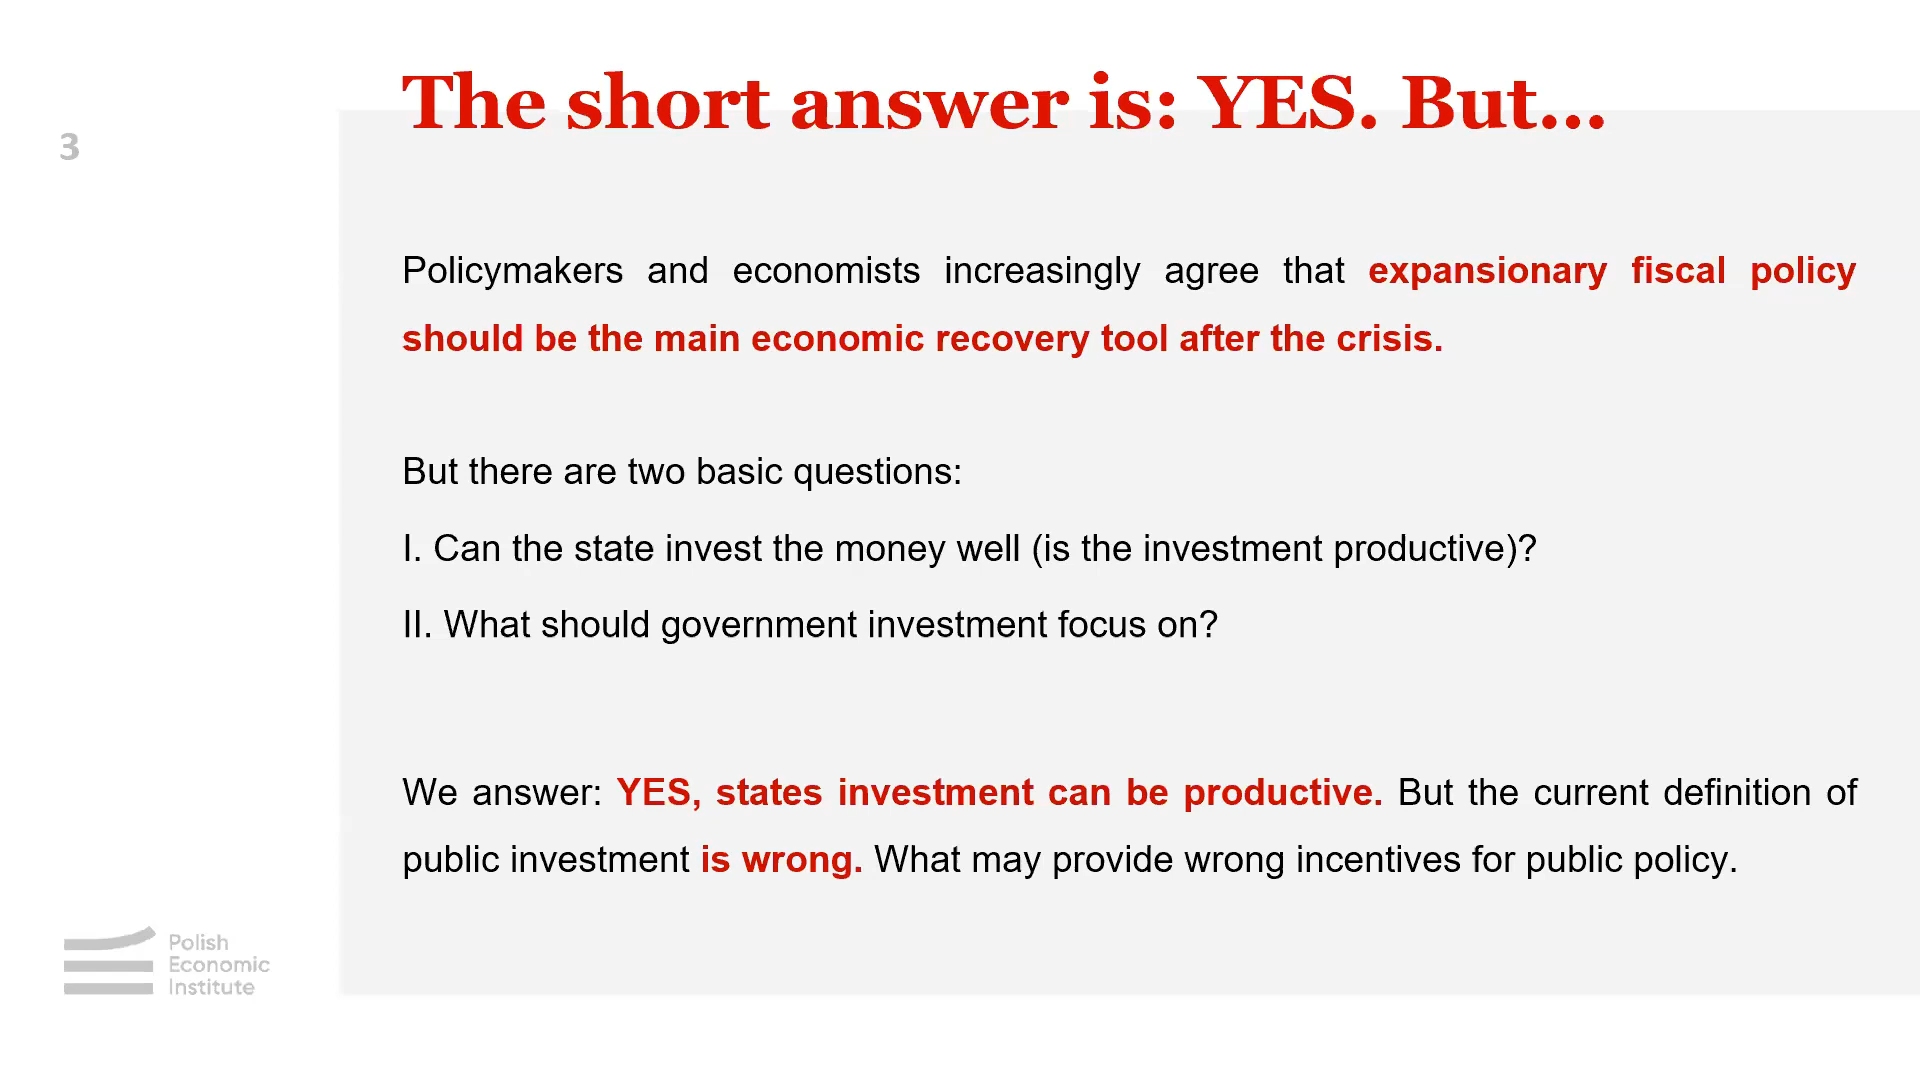 The short answer is: YES. But...
3
Policymakers and economists increasingly agree that expansionary fiscal policy
should be the main economic recovery tool after the crisis.
But there are two basic questions:
I. Can the state invest the money well (is the investment productive)?
II. What should government investment focus on?
We answer: YES, states investment can be productive. But the current definition of
public investment is wrong. What may provide wrong incentives for public policy.
Polish
Economic
Institute